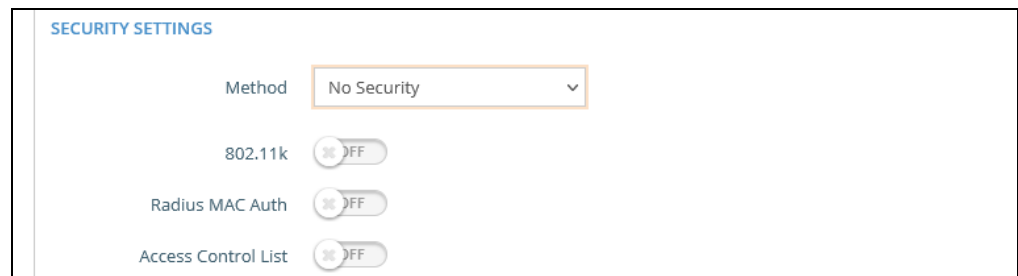 SECURITY SETTINGS
Method No Security
802.11k OFF
Radius MAC Auth OFF
Access Control List OFF